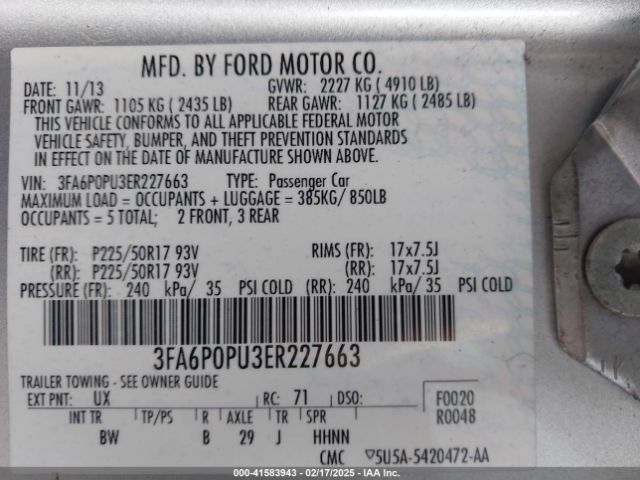 MFD. BY FORD MOTOR CO.
DATE: 11/13 GVWR: 2227 KG ( 4910 LB)
FRONT GAWR: 1105 KG ( 2435 LB) REAR GAWR: 1127 KG ( 2485 LB)
THIS VEHICLE CONFORMS TO ALL APPLICABLE FEDERAL MOTOR
VEHICLE SAFETY, BUMPER, AND THEFT PREVENTION STANDARDS
IN EFFECT ON THE DATE OF MANUFACTURE SHOWN ABOVE.
VIN: 3FA6P0PU3ER227663 TYPE: Passenger Car
MAXIMUM LOAD = OCCUPANTS + LUGGAGE = 385KG/ 850LB
OCCUPANTS = 5 TOTAL; 2 FRONT, 3 REAR
TIRE (FR): P225/50R17 93V RIMS (FR): 17x7.5J
(RR): P225/50R17 93V (RR): 17x7.5J
PRESSURE (FR): 240 kPa/ 35 PSI COLD (RR): 240 kPa/ 35 PSI COLD
3FA6P0PU3ER227663
TRAILER TOWING - SEE OWNER GUIDE
EXT PNT: UX RC: 71 DSO: F0020
INT TR TP/PS R AXLE TR SPR R0048
BW B 29 J HHNN
CMC ▽5U5A-5420472-AA
000-41583943 - 02/17/2025 - IAAI.com